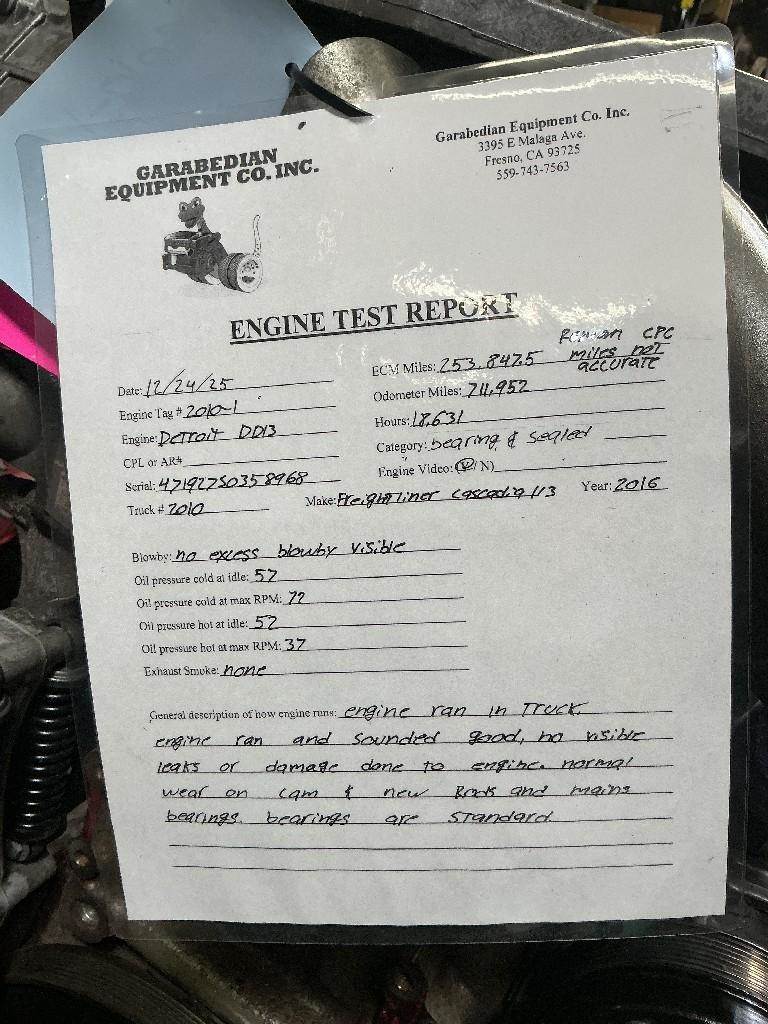 GARABEDIAN
EQUIPMENT CO. INC.
Garabedian Equipment Co. Inc.
3395 E Malaga Ave.
Fresno, CA 93725
559-743-7563
ENGINE TEST REPORT
Date: 12/24/25
Engine Tag # 2010-1
Engine: Detroit DD13
CPL or AR#
Serial: 471927S0358968
Truck # 2010
CPC
ECM Miles: 253,847.5 miles not
accurate
Odometer Miles: 711,952
Hours: 18,631
Category: bearing & sealed
Engine Video: (Y/N)
Make: Freightliner Cascadia 113 Year: 2016
Blowby: no excess blowby visible
Oil pressure cold at idle: 57
Oil pressure cold at max RPM: 72
Oil pressure hot at idle: 52
Oil pressure hot at max RPM: 37
Exhaust Smoke: none
General description of how engine runs: engine ran in Truck.
engine ran and sounded good, no visible
leaks or damage done to engine. normal
wear on cam & new Rods and mains
bearings. bearings are standard.